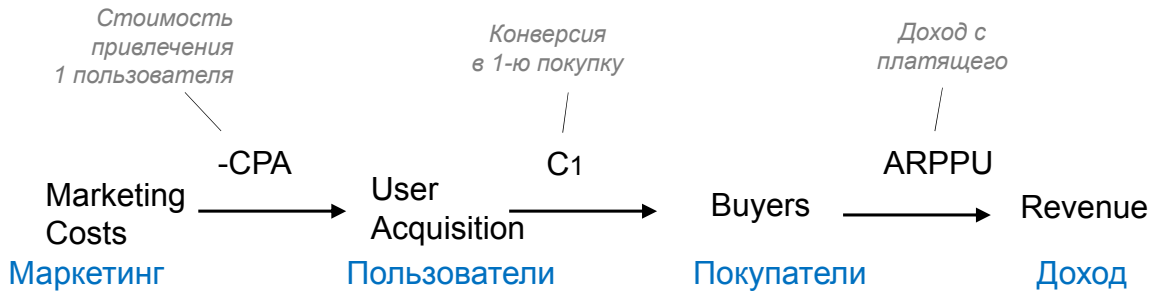 Стоимость
привлечения
1 пользователя
Конверсия
в 1-ю покупку
Доход с
платящего
-CPA
C1
ARPPU
Marketing
Costs
User
Acquisition
Buyers
Revenue
Маркетинг
Пользователи
Покупатели
Доход